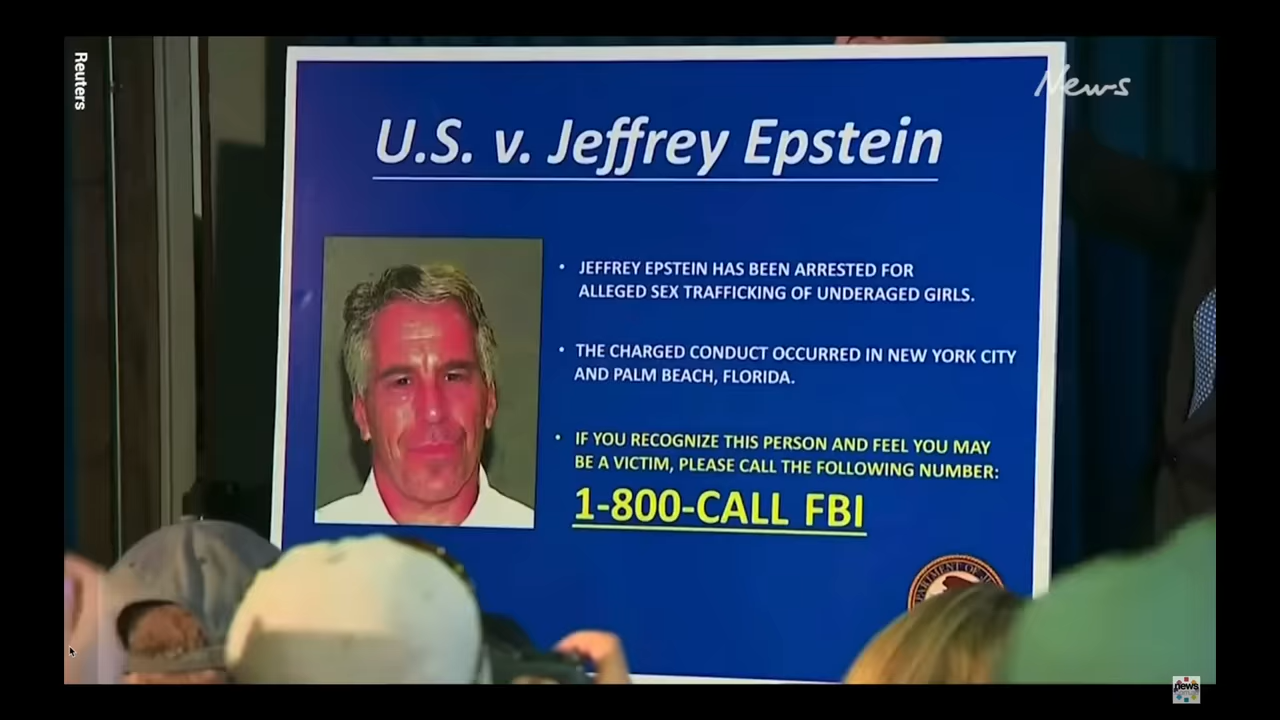 Reuters
News
U.S. v. Jeffrey Epstein
• JEFFREY EPSTEIN HAS BEEN ARRESTED FOR
ALLEGED SEX TRAFFICKING OF UNDERAGED GIRLS.
• THE CHARGED CONDUCT OCCURRED IN NEW YORK CITY
AND PALM BEACH, FLORIDA.
• IF YOU RECOGNIZE THIS PERSON AND FEEL YOU MAY
BE A VICTIM, PLEASE CALL THE FOLLOWING NUMBER:
1-800-CALL FBI
news